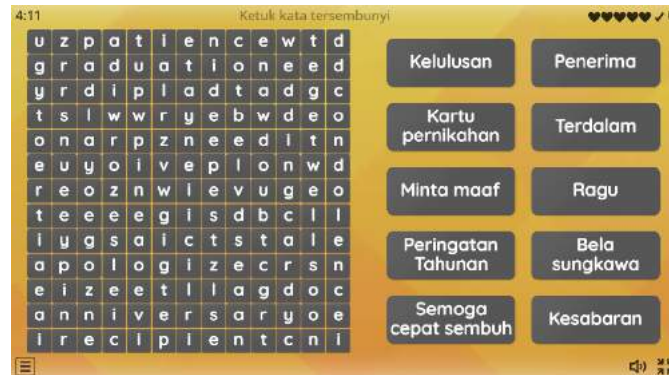 4:11
Ketuk kata tersembunyi
u z p a t i e n c e w t d
g r a d u a t i o n e e d
y r d i p l a d t a d g c
t s l w w r y e b w d e o
o n a r p z n e e d i t n
e u y o i v e p l o n w d
r e o z n w i e v u g e o
t e e e e g i s d b c l l
i y g s a i c t s t a l e
a p o l o g i z e c r s n
e i z e e t l l a g d o c
a n n i v e r s a r y o e
i r e c i p i e n t c n i
Kelulusan
Penerima
Kartu
pernikahan
Terdalam
Minta maaf
Ragu
Peringatan
Tahunan
Bela
sungkawa
Semoga
cepat sembuh
Kesabaran